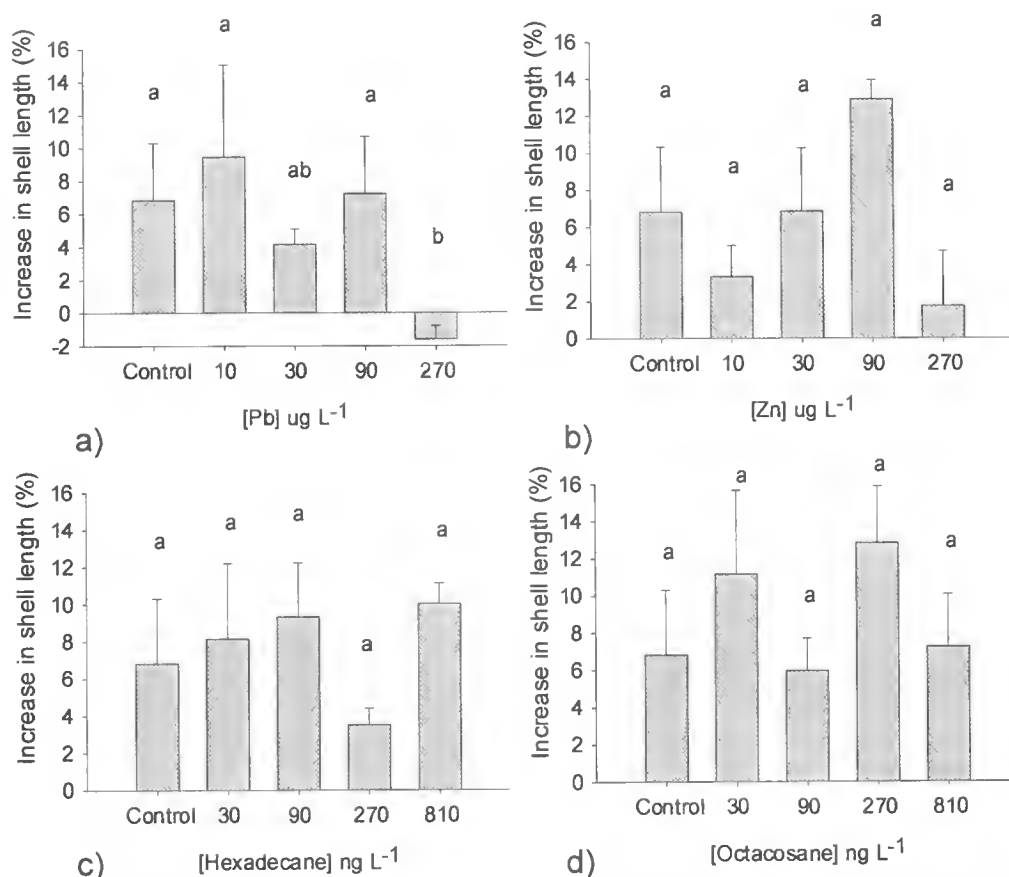 a
a
a
ab
b
Increase in shell length (%)
16
14
12
10
8
6
4
2
0
-2
Control 10 30 90 270
[Pb] ug L-1
a)
a
a
a
a
a
Increase in shell length (%)
16
14
12
10
8
6
4
2
0
Control 10 30 90 270
[Zn] ug L-1
b)
a
a
a
a
a
Increase in shell length (%)
16
14
12
10
8
6
4
2
0
Control 30 90 270 810
[Hexadecane] ng L-1
c)
a
a
a
a
a
Increase in shell length (%)
16
14
12
10
8
6
4
2
0
Control 30 90 270 810
[Octacosane] ng L-1
d)